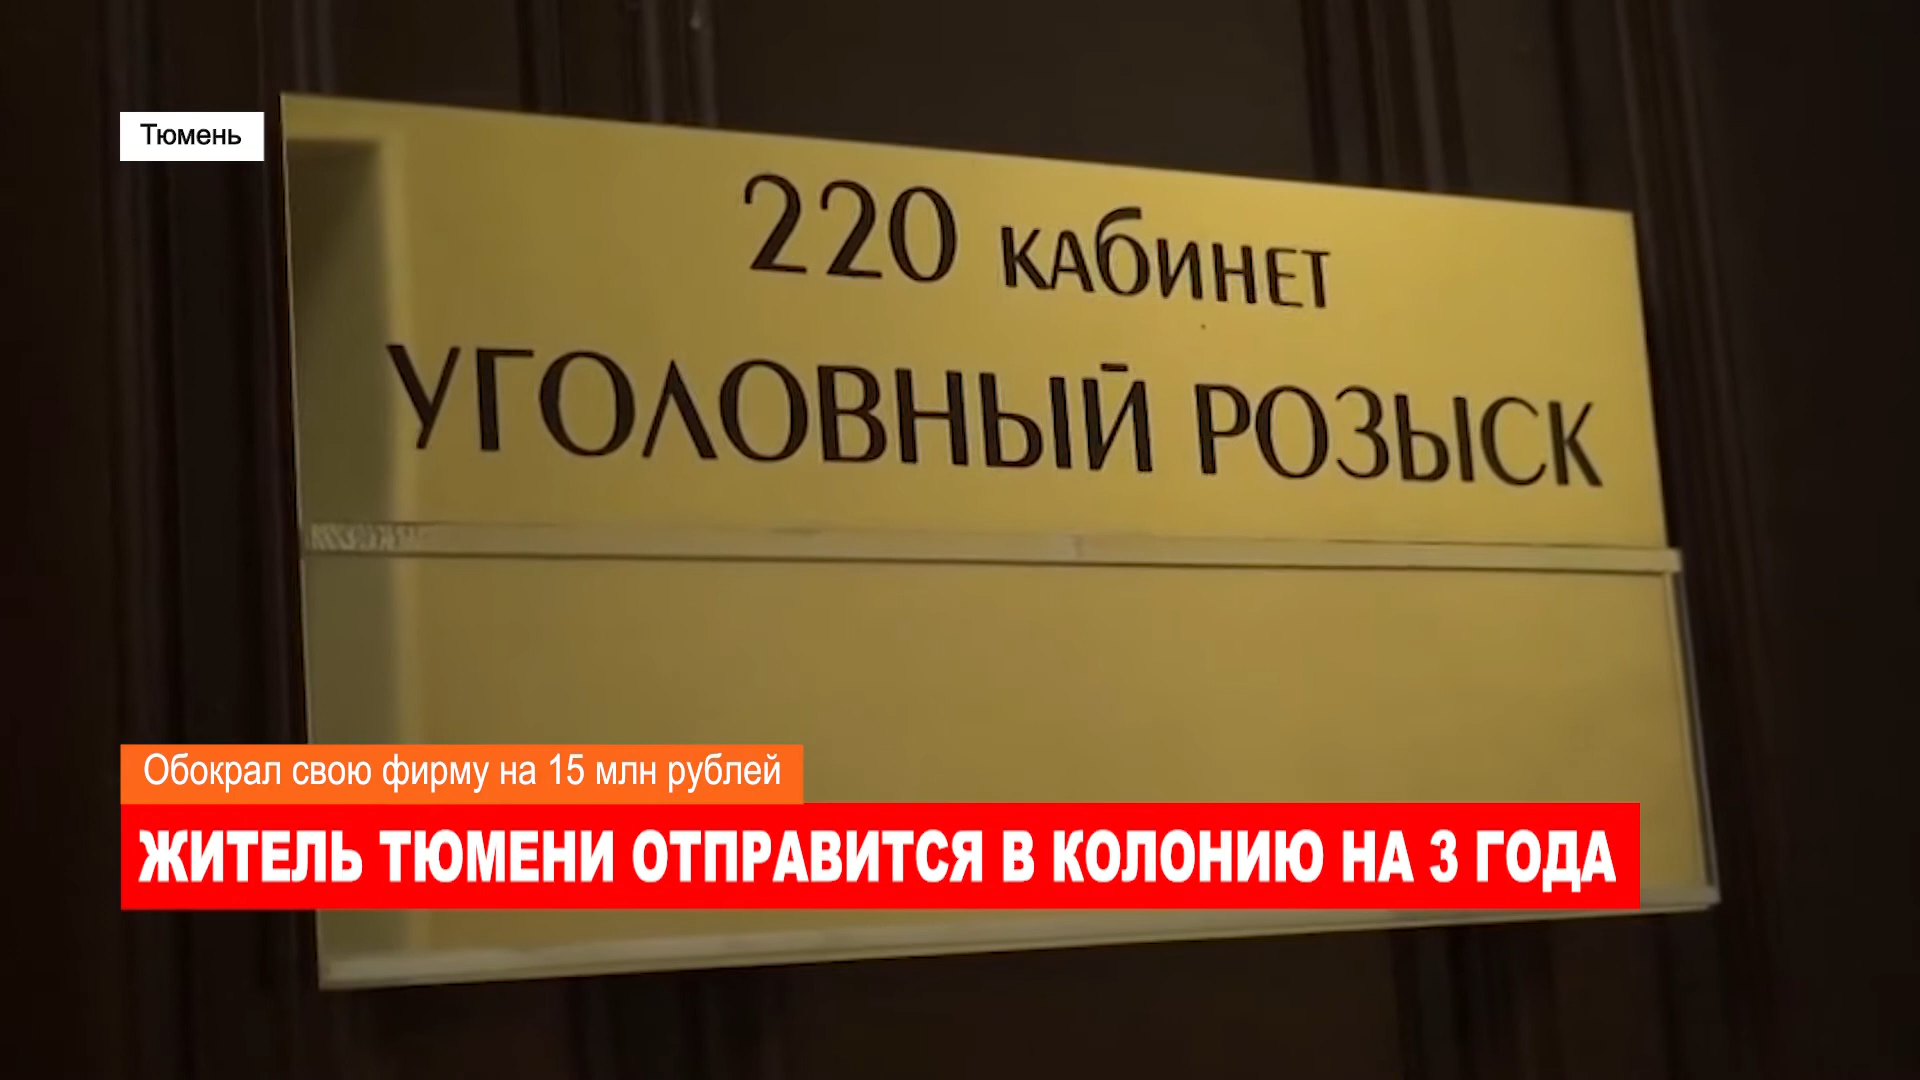 Тюмень
220 КАБИНЕТ
УГОЛОВНЫЙ РОЗЫСК
Обокрал свою фирму на 15 млн рублей
ЖИТЕЛЬ ТЮМЕНИ ОТПРАВИТСЯ В КОЛОНИЮ НА 3 ГОДА